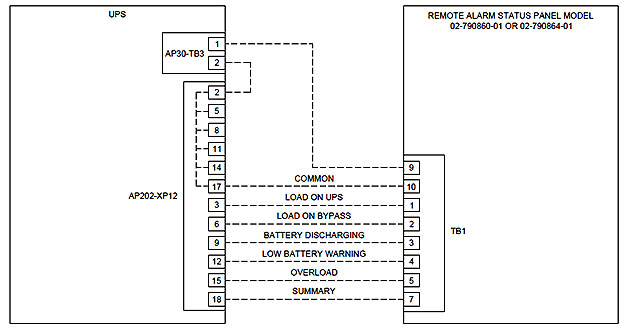 UPS
REMOTE ALARM STATUS PANEL MODEL
02-790860-01 OR 02-790864-01
AP30-TB3
1
2
2
5
8
11
14
17
3
6
9
12
15
18
AP202-XP12
COMMON
LOAD ON UPS
LOAD ON BYPASS
BATTERY DISCHARGING
LOW BATTERY WARNING
OVERLOAD
SUMMARY
9
10
1
2
3
4
5
7
TB1